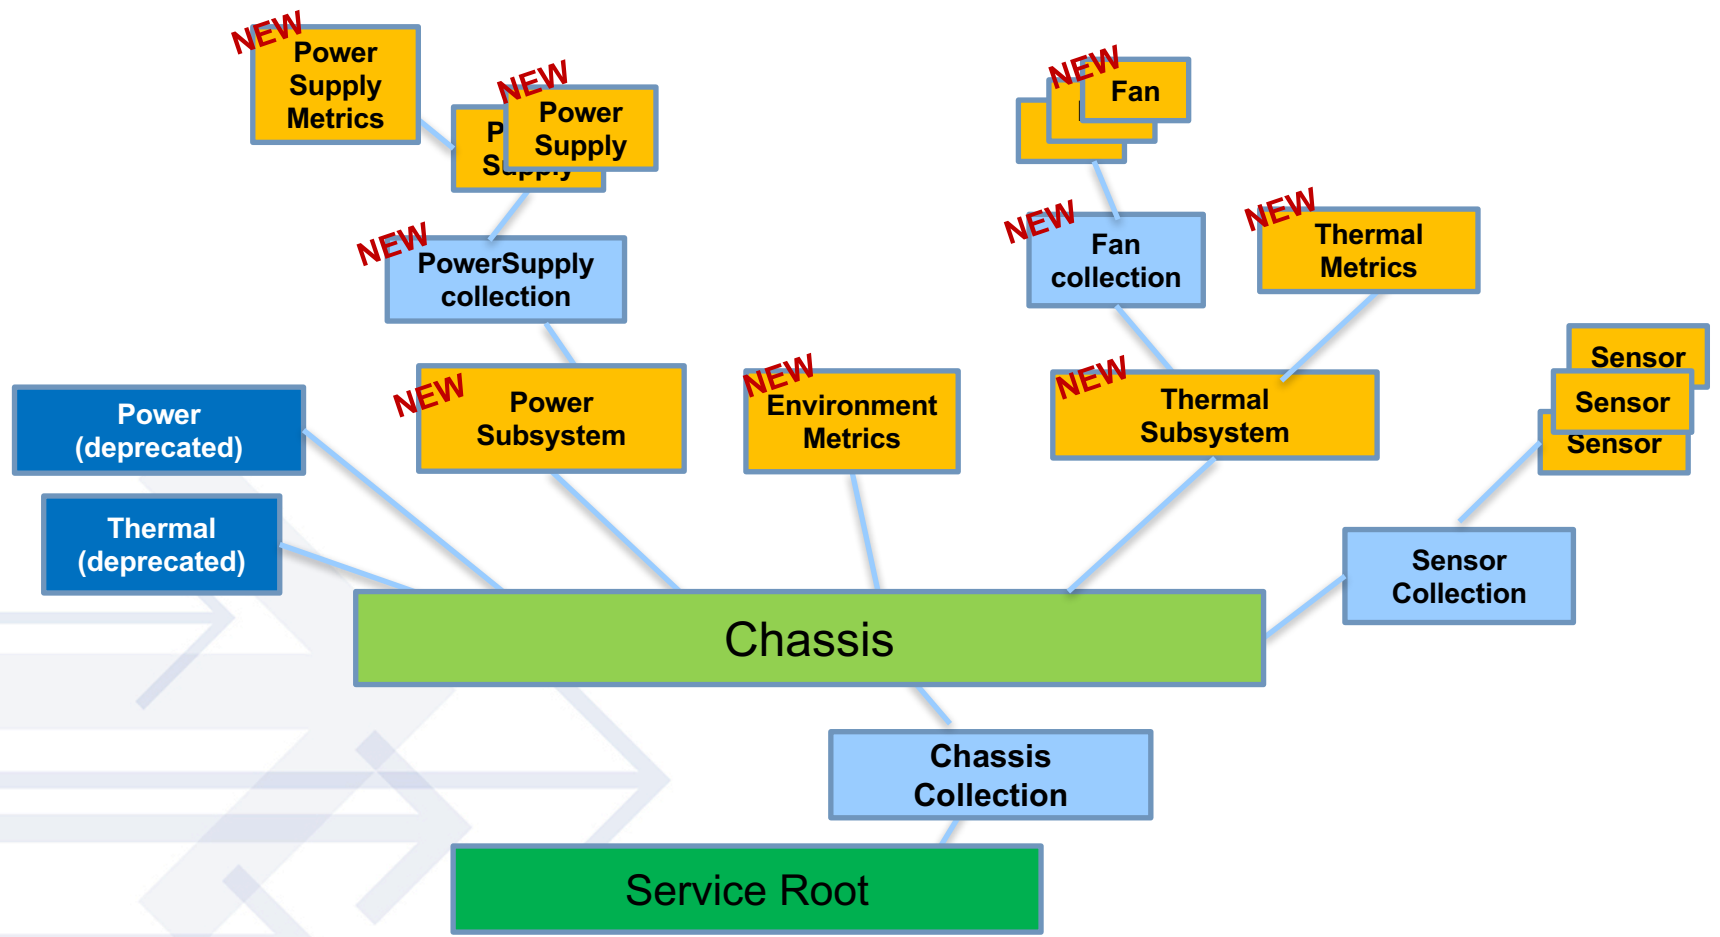 NEW
Power
Supply
Metrics
NEW
Power
Supply
Supply
NEW
Fan
NEW
PowerSupply
collection
NEW
Fan
collection
NEW
Thermal
Metrics
Sensor
Sensor
Sensor
NEW
Power
Subsystem
NEW
Environment
Metrics
NEW
Thermal
Subsystem
Power
(deprecated)
Thermal
(deprecated)
Sensor
Collection
Chassis
Chassis
Collection
Service Root